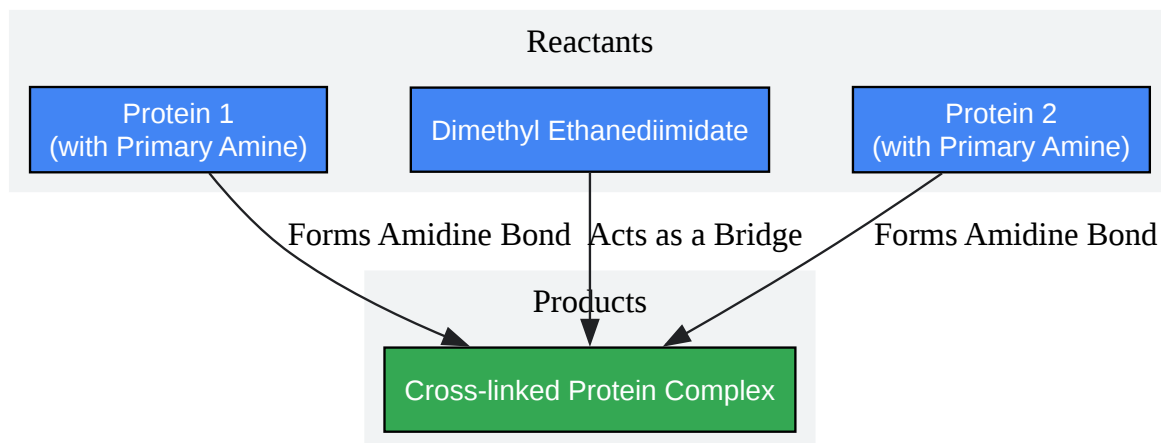 Reactants
Protein 1
(with Primary Amine)
Dimethyl Ethanediimidate
Protein 2
(with Primary Amine)
Forms Amidine Bond
Acts as a Bridge
Forms Amidine Bond
Products
Cross-linked Protein Complex